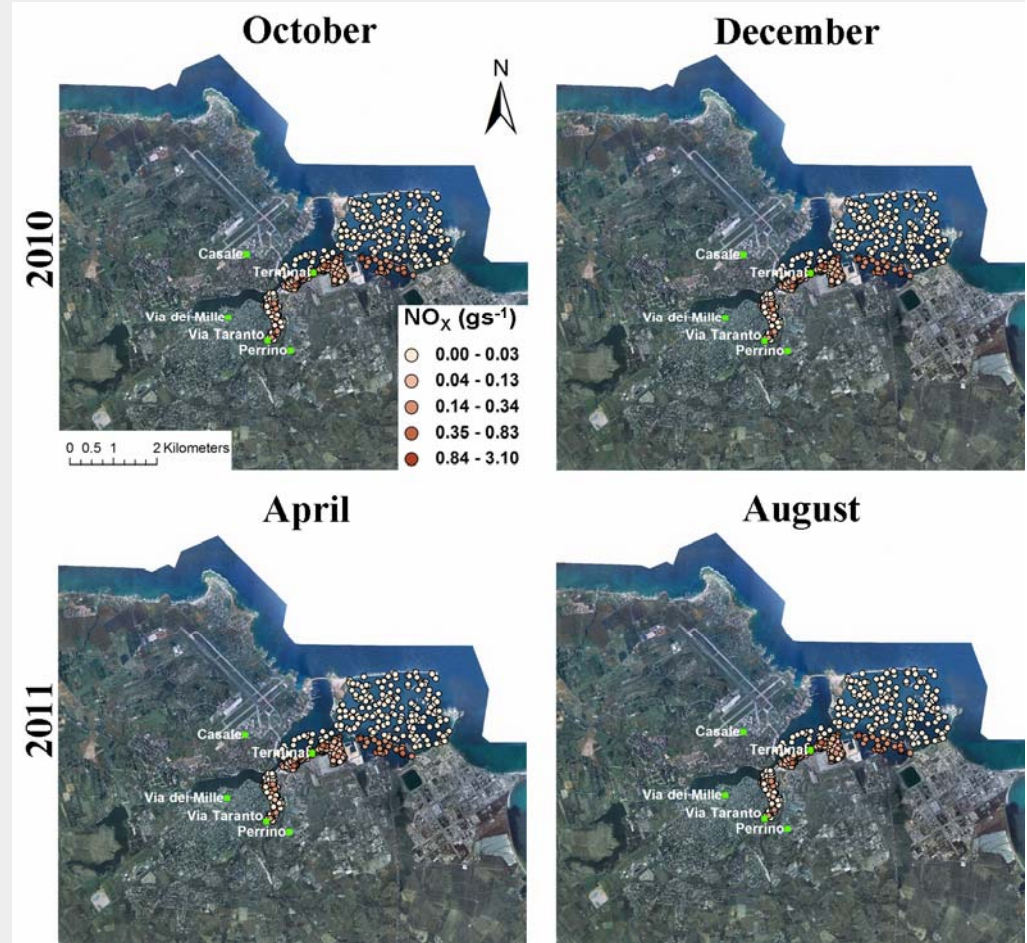 October
December
2010
N
Casale
Terminal
Via dei Mille
Via Taranto
Perrino
NOX (gs-1)
0.00 - 0.03
0.04 - 0.13
0.14 - 0.34
0.35 - 0.83
0.84 - 3.10
0 0.5 1 2 Kilometers
Casale
Terminal
Via dei Mille
Via Taranto
Perrino
April
August
2011
Casale
Terminal
Via dei Mille
Via Taranto
Perrino
Casale
Terminal
Via dei Mille
Via Taranto
Perrino